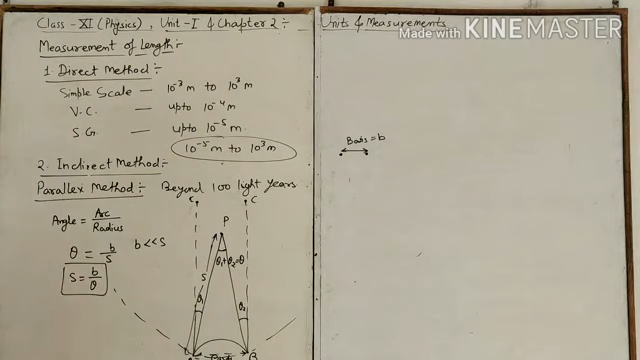 Class - XI (Physics), Unit - I & Chapter 2 :-
Units & Measurements
Made with KINEMASTER
Measurement of Length :-
1. Direct Method :-
Simple Scale — 10⁻³ m to 10³ m
V.C. — upto 10⁻⁴ m
S.G. — upto 10⁻⁵ m
10⁻⁵ m to 10³ m
2. Indirect Method :-
Parallex Method :- Beyond 100 light years
Angle = Arc / Radius
θ = b/S b << S
S = b/θ
C
P
θ₁+θ₂=θ
S
θ₁
θ₂
B
Basis = b